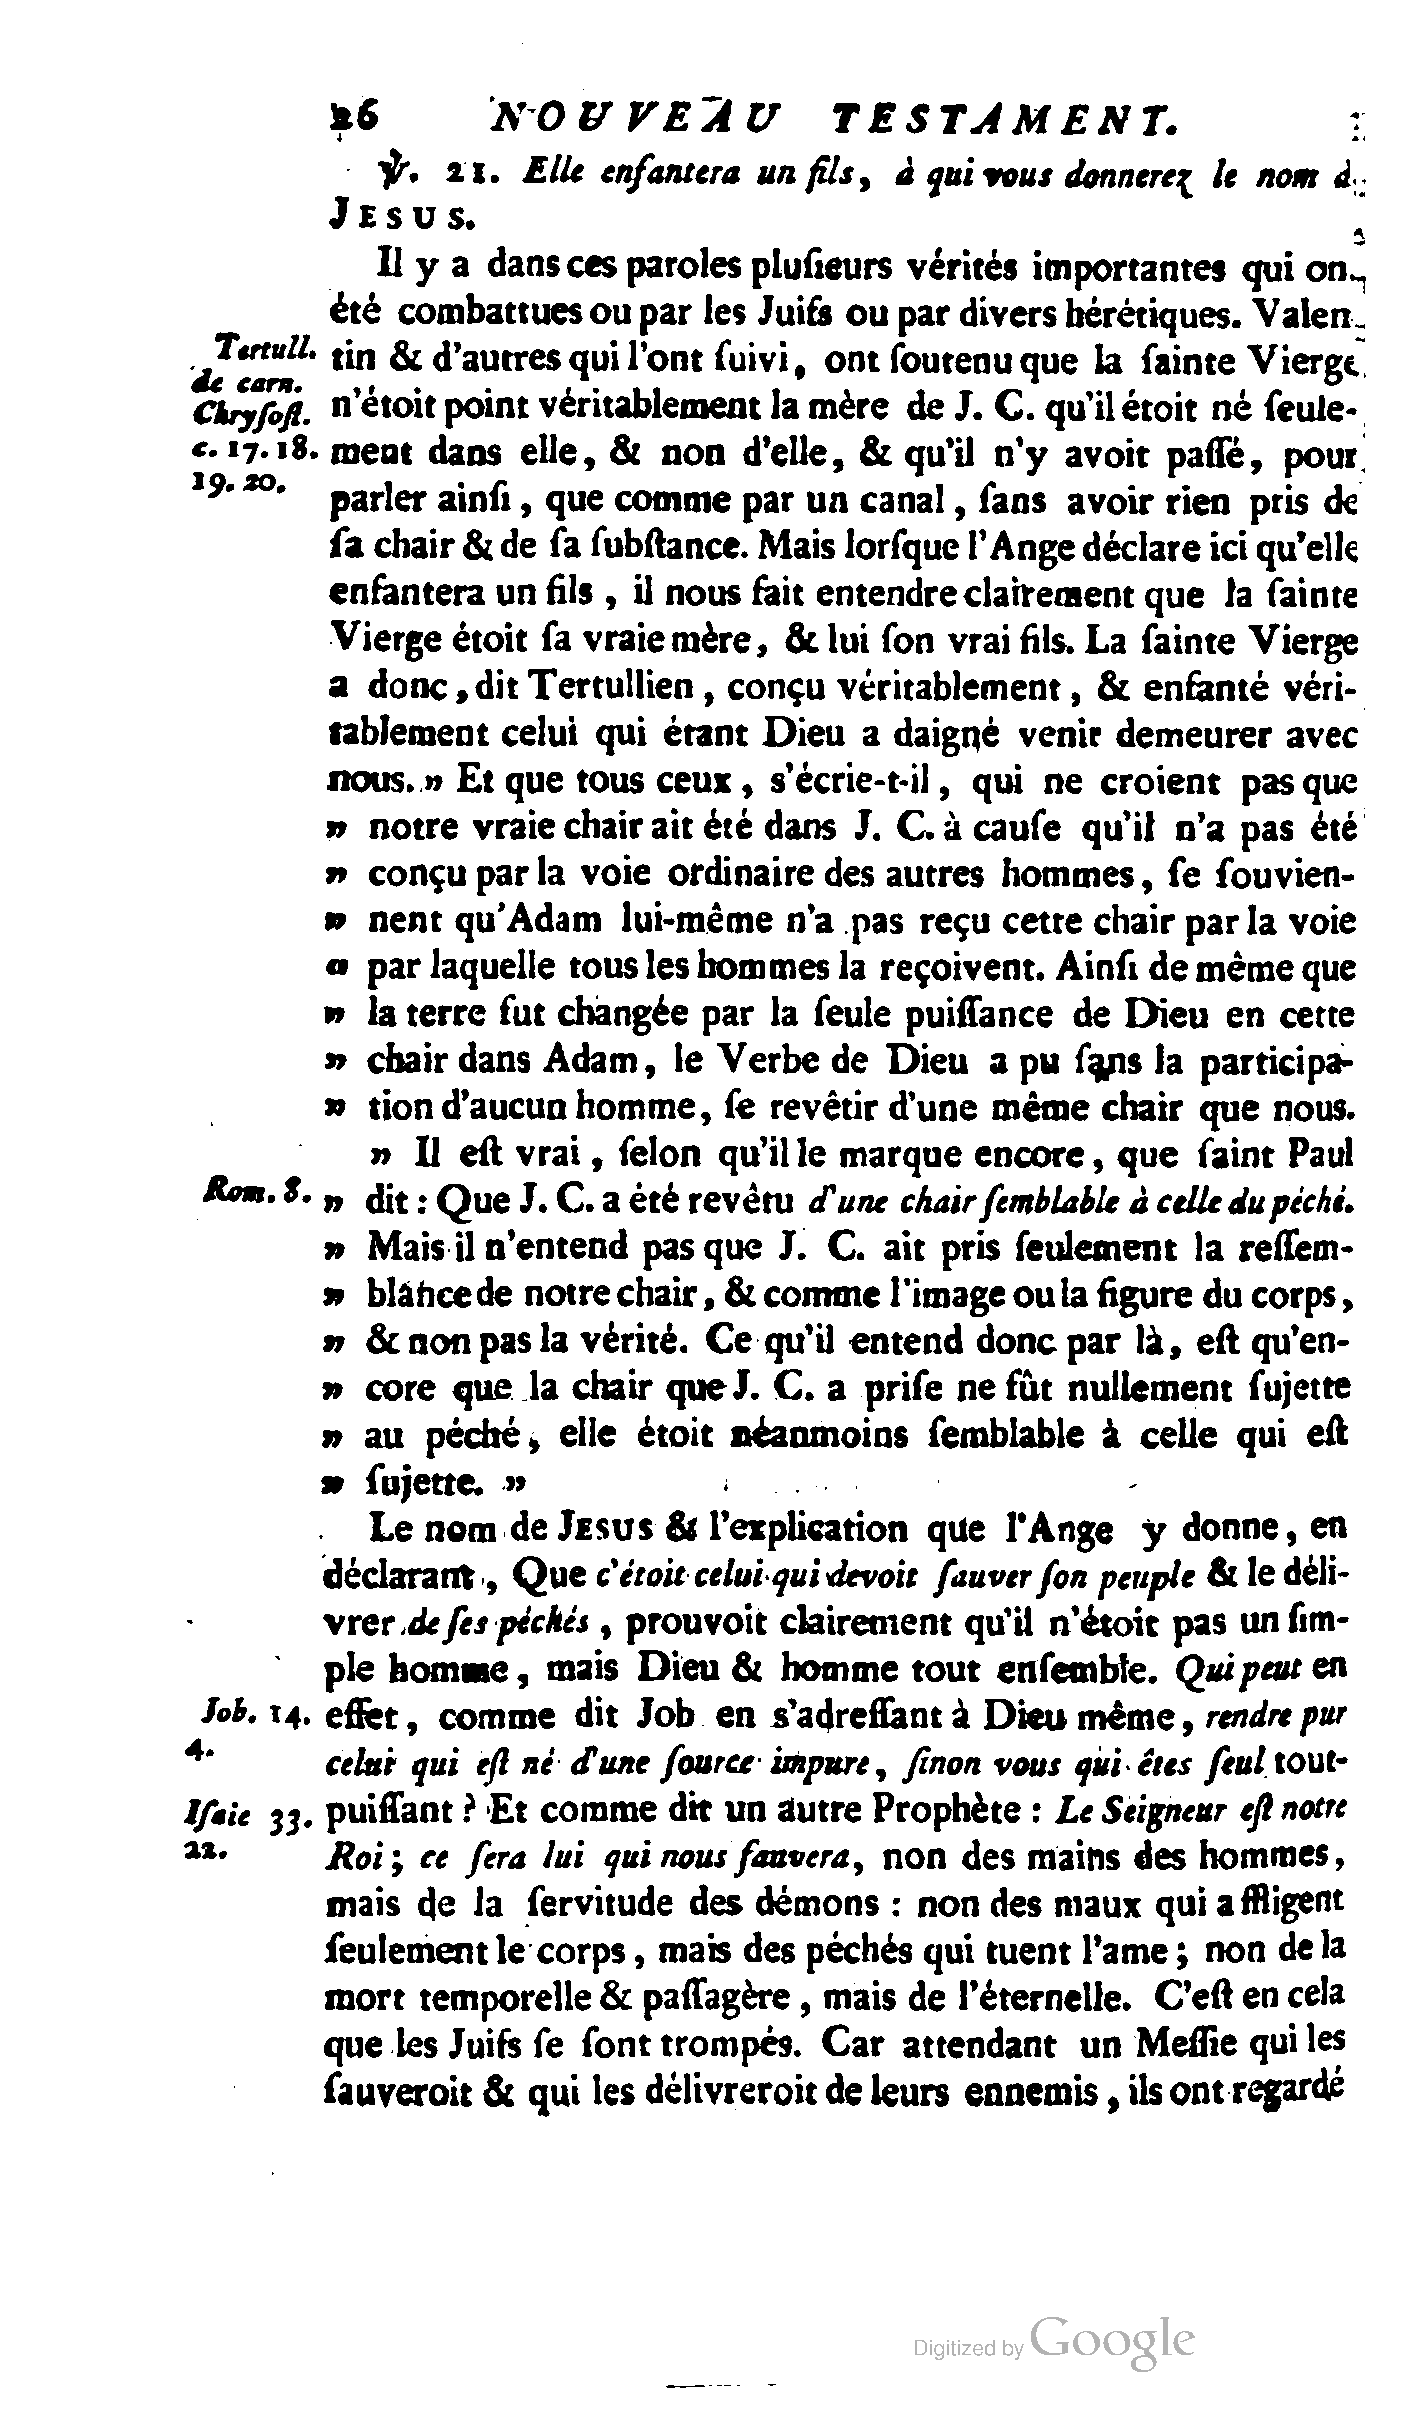 26 NOUVEAU TESTAMENT.
℣. 21. Elle enfantera un fils, à qui vous donnerez le nom d
JESUS.
Il y a dans ces paroles pluſieurs vérités importantes qui on
été combattues ou par les Juifs ou par divers hérétiques. Valen-
Tertull. de carn. Chryſoſt. c. 17. 18. 19. 20.
tin & d'autres qui l'ont ſuivi, ont ſoutenu que la ſainte Vierge
n'étoit point véritablement la mère de J. C. qu'il étoit né ſeule-
ment dans elle, & non d'elle, & qu'il n'y avoit paſſé, pour
parler ainſi, que comme par un canal, ſans avoir rien pris de
ſa chair & de ſa ſubſtance. Mais lorſque l'Ange déclare ici qu'elle
enfantera un fils, il nous fait entendre clairement que la ſainte
Vierge étoit ſa vraie mère, & lui ſon vrai fils. La ſainte Vierge
a donc, dit Tertullien, conçu véritablement, & enfanté véri-
tablement celui qui étant Dieu a daigné venir demeurer avec
nous. » Et que tous ceux, s'écrie-t-il, qui ne croient pas que
» notre vraie chair ait été dans J. C. à cauſe qu'il n'a pas été
» conçu par la voie ordinaire des autres hommes, ſe ſouvien-
» nent qu'Adam lui-même n'a pas reçu cette chair par la voie
» par laquelle tous les hommes la reçoivent. Ainſi de même que
» la terre fut changée par la ſeule puiſſance de Dieu en cette
» chair dans Adam, le Verbe de Dieu a pu ſans la participa-
» tion d'aucun homme, ſe revêtir d'une même chair que nous.
» Il eſt vrai, ſelon qu'il le marque encore, que ſaint Paul
Rom. 8. » dit : Que J. C. a été revêtu d'une chair ſemblable à celle du péché.
» Mais il n'entend pas que J. C. ait pris ſeulement la reſſem-
» blance de notre chair, & comme l'image ou la figure du corps,
» & non pas la vérité. Ce qu'il entend donc par là, eſt qu'en-
» core que la chair que J. C. a priſe ne fût nullement ſujette
» au péché, elle étoit néanmoins ſemblable à celle qui eſt
» ſujette. »
Le nom de JESUS & l'explication que l'Ange y donne, en
déclarant, Que c'étoit celui qui devoit ſauver ſon peuple & le déli-
vrer de ſes péchés, prouvoit clairement qu'il n'étoit pas un ſim-
ple homme, mais Dieu & homme tout enſemble. Qui peut en
Job. 14. 4.
effet, comme dit Job en s'adreſſant à Dieu même, rendre pur
celui qui eſt né d'une ſource impure, ſinon vous qui êtes ſeul tout-
Iſaie 33. 22.
puiſſant ? Et comme dit un autre Prophète : Le Seigneur eſt notre
Roi ; ce ſera lui qui nous ſauvera, non des mains des hommes,
mais de la ſervitude des démons : non des maux qui affligent
ſeulement le corps, mais des péchés qui tuent l'ame ; non de la
mort temporelle & paſſagère, mais de l'éternelle. C'eſt en cela
que les Juifs ſe ſont trompés. Car attendant un Meſſie qui les
ſauveroit & qui les délivreroit de leurs ennemis, ils ont regardé
Digitized by Google